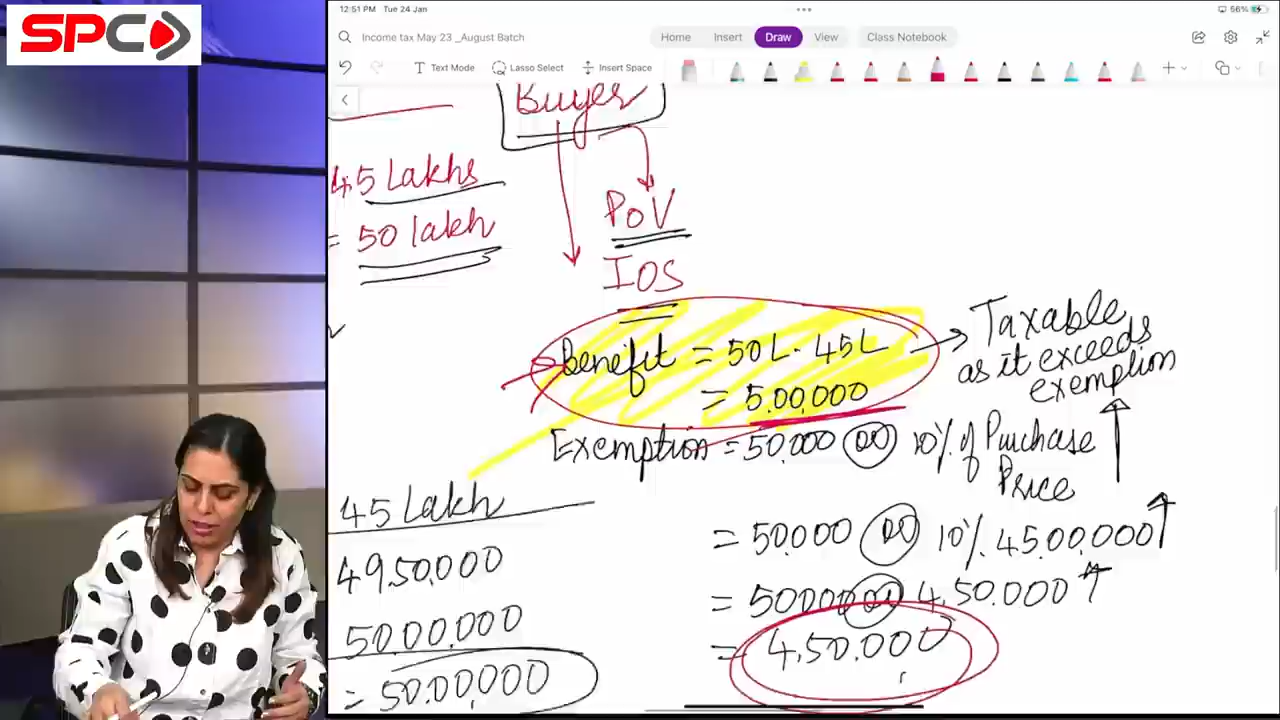 12:51 PM Tue 24 Jan
56%
SPC
Income tax May 23 _August Batch
Home Insert Draw View Class Notebook
Text Mode Lasso Select Insert Space
Buyer
45 Lakhs
= 50 lakh
PoV
IOS
Benefit = 50L - 45L
= 5,00,000
Taxable
as it exceeds
exemption
Exemption = 50,000 OR 10% of Purchase
Price ↑
= 50,000 OR 10% 45,00,000 ↑
= 50000 OR 4,50,000 ↑
= 4,50,000
45 Lakh
4950,000
50,00,000
= 50,00,000